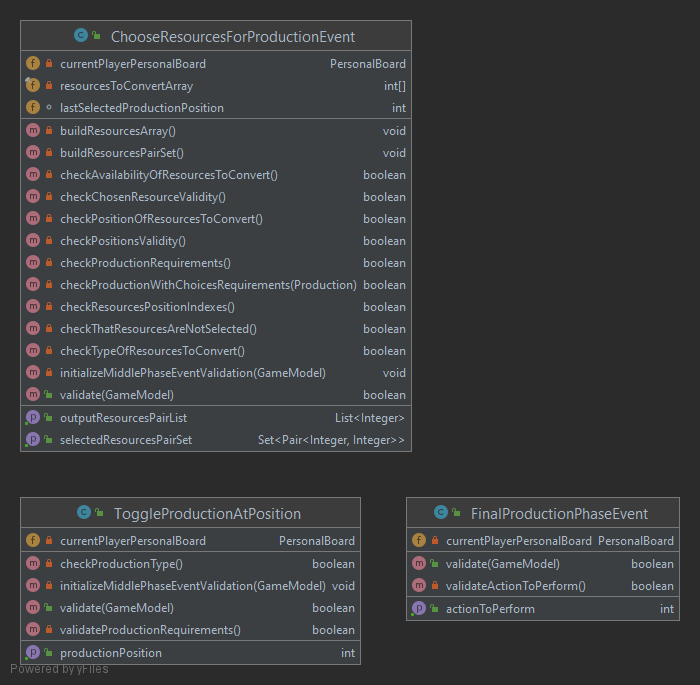 ChooseResourcesForProductionEvent
currentPlayerPersonalBoard PersonalBoard
resourcesToConvertArray int[]
lastSelectedProductionPosition int
buildResourcesArray() void
buildResourcesPairSet() void
checkAvailabilityOfResourcesToConvert() boolean
checkChosenResourceValidity() boolean
checkPositionOfResourcesToConvert() boolean
checkPositionsValidity() boolean
checkProductionRequirements() boolean
checkProductionWithChoicesRequirements(Production) boolean
checkResourcesPositionIndexes() boolean
checkThatResourcesAreNotSelected() boolean
checkTypeOfResourcesToConvert() boolean
initializeMiddlePhaseEventValidation(GameModel) void
validate(GameModel) boolean
outputResourcesPairList List<Integer>
selectedResourcesPairSet Set<Pair<Integer, Integer>>
ToggleProductionAtPosition
currentPlayerPersonalBoard PersonalBoard
checkProductionType() boolean
initializeMiddlePhaseEventValidation(GameModel) void
validate(GameModel) boolean
validateProductionRequirements() boolean
productionPosition int
FinalProductionPhaseEvent
currentPlayerPersonalBoard PersonalBoard
validate(GameModel) boolean
validateActionToPerform() boolean
actionToPerform int
Powered by yFiles